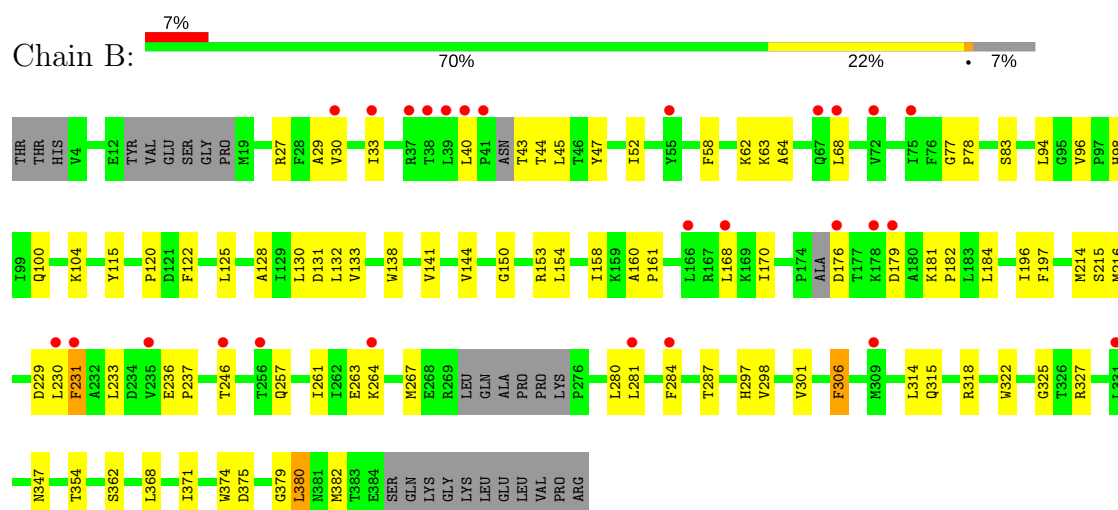 7%
Chain B:
70% 22% • 7%
THR THR HIS V4 E12 TYR VAL GLU SER GLY PRO M19 R27 F28 A29 V30 I33 R37 T38 L39 L40 P41 ASN T43 T44 L45 T46 Y47 I52 Y55 F58 K62 K63 A64 Q67 L68 V72 I75 F76 G77 P78 S83 L94 G95 V96 P97 H98
I99 Q100 K104 Y115 P120 D121 F122 L125 A128 I129 L130 D131 L132 V133 W138 V141 V144 G150 R153 L154 I158 K159 A160 P161 L166 R167 L168 K169 I170 P174 ALA D176 T177 K178 D179 A180 K181 P182 L183 L184 I196 F197 M214 S215 M216
D229 L230 F231 A232 L233 D234 V235 E236 P237 T246 T256 Q257 I261 I262 E263 K264 M267 E268 R269 LEU GLN ALA PRO PRO LYS P276 L280 L281 F284 T287 H297 V298 V301 F306 M309 L314 Q315 R318 W322 G325 T326 R327 L331
N347 T354 S362 L368 I371 W374 D375 G379 L380 N381 M382 T383 E384 SER GLN LYS GLY LYS LEU GLU LEU VAL PRO ARG